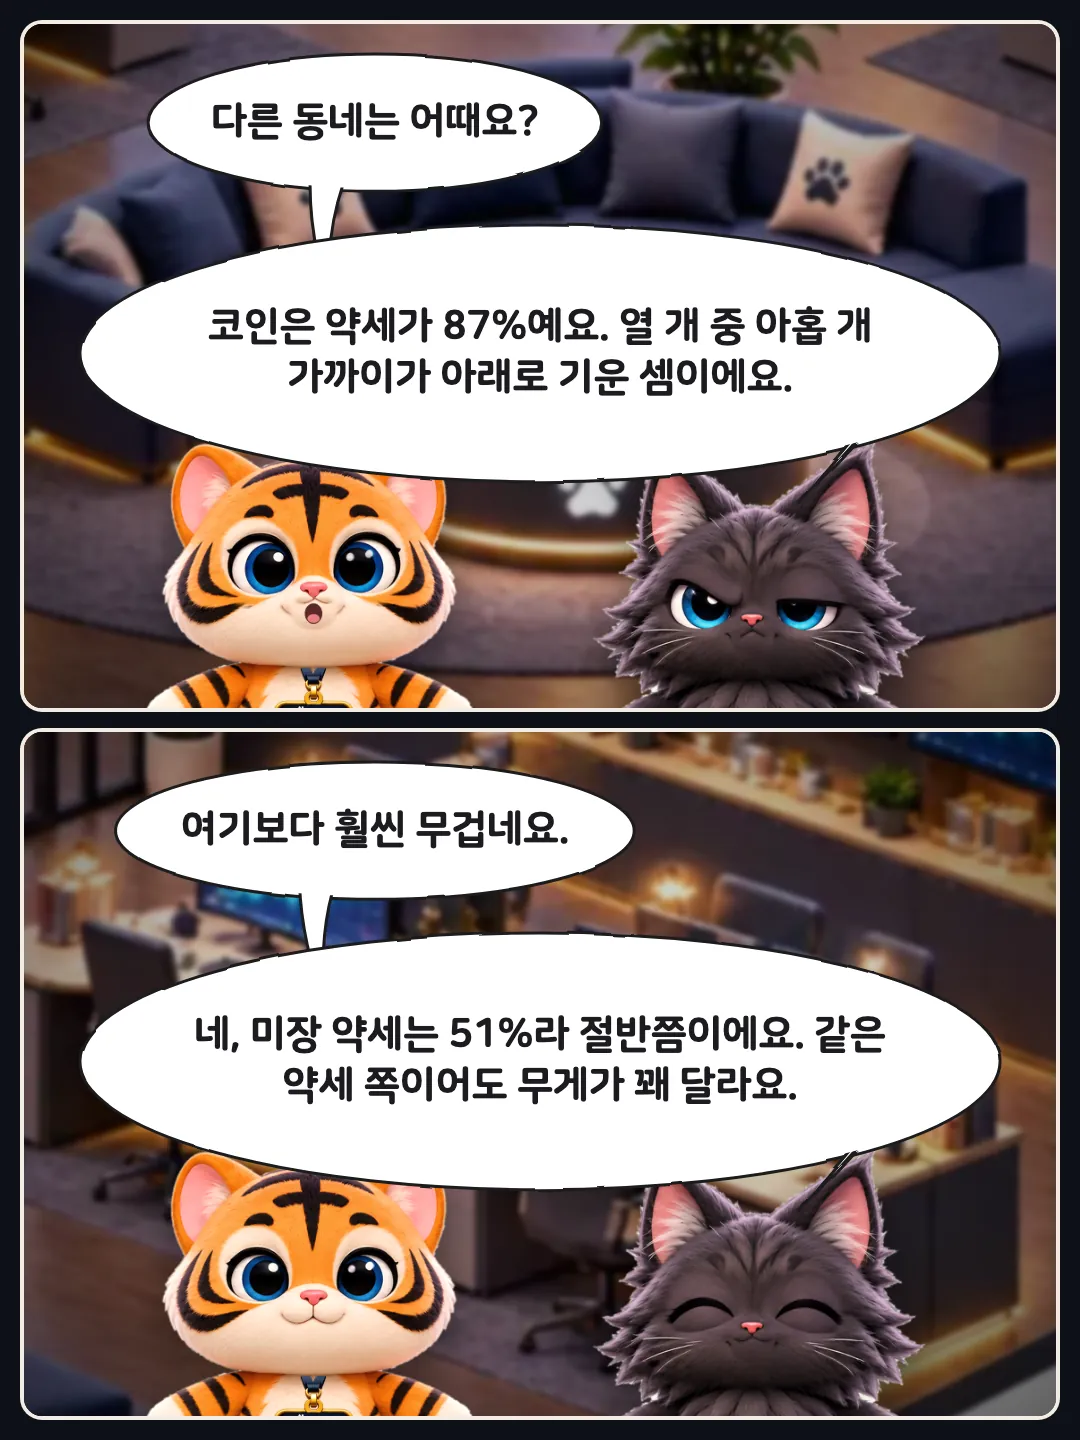 다른 동네는 어때요?
코인은 약세가 87%예요. 열 개 중 아홉 개
가까이가 아래로 기운 셈이에요.
여기보다 훨씬 무겁네요.
네, 미장 약세는 51%라 절반쯤이에요. 같은
약세 쪽이어도 무게가 꽤 달라요.